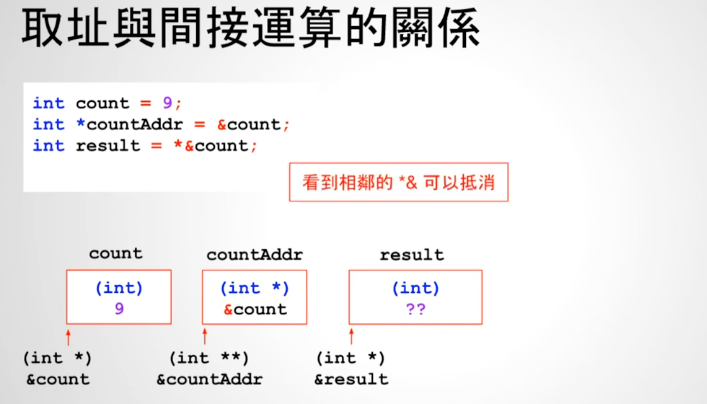 取址與間接運算的關係
int count = 9;
int *countAddr = &count;
int result = *&count;
看到相鄰的 *& 可以抵消
count countAddr result
(int) (int *) (int)
9 &count ??
(int *) (int **) (int *)
&count &countAddr &result